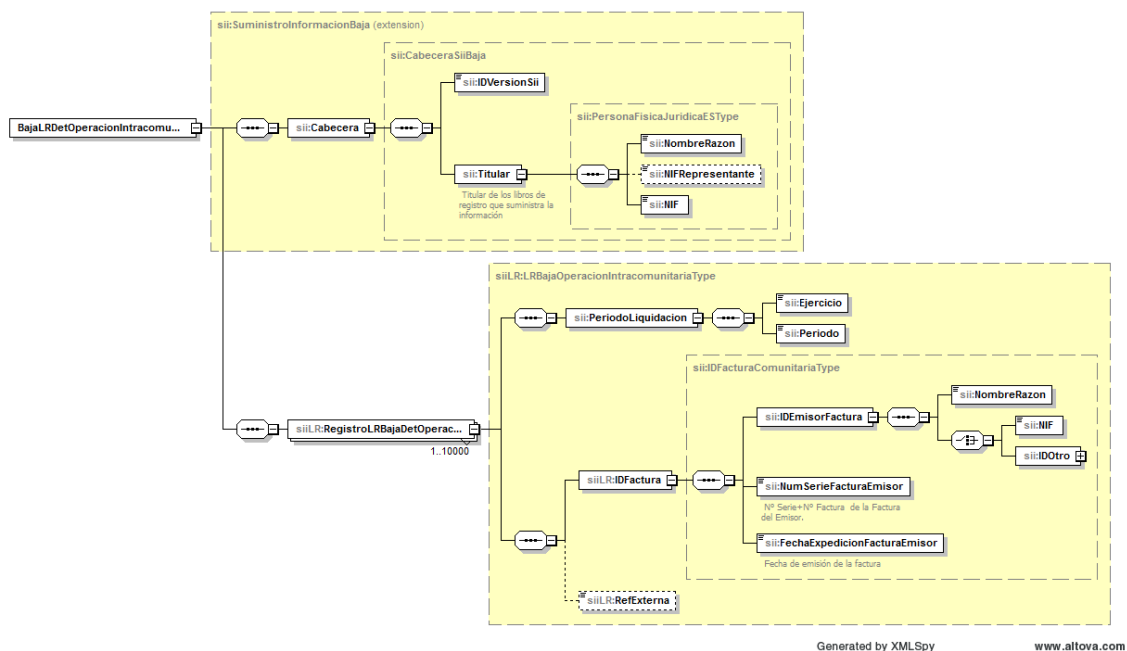 sii:SuministroInformacionBaja (extension)
sii:CabeceraSiiBaja
sii:IDVersionSii
sii:PersonaFisicaJuridicaESType
BajaLRDetOperacionIntracomu...
sii:Cabecera
sii:NombreRazon
sii:Titular
sii:NIFRepresentante
Titular de los libros de
registro que suministra la
información
sii:NIF
siiLR:LRBajaOperacionIntracomunitariaType
sii:PeriodoLiquidacion
sii:Ejercicio
sii:Periodo
sii:IDFacturaComunitariaType
sii:NombreRazon
sii:IDEmisorFactura
sii:NIF
siiLR:RegistroLRBajaDetOperac...
1..10000
sii:IDOtro
siiLR:IDFactura
sii:NumSerieFacturaEmisor
Nº Serie+Nº Factura de la Factura
del Emisor.
sii:FechaExpedicionFacturaEmisor
Fecha de emisión de la factura
siiLR:RefExterna
Generated by XMLSpy
www.altova.com